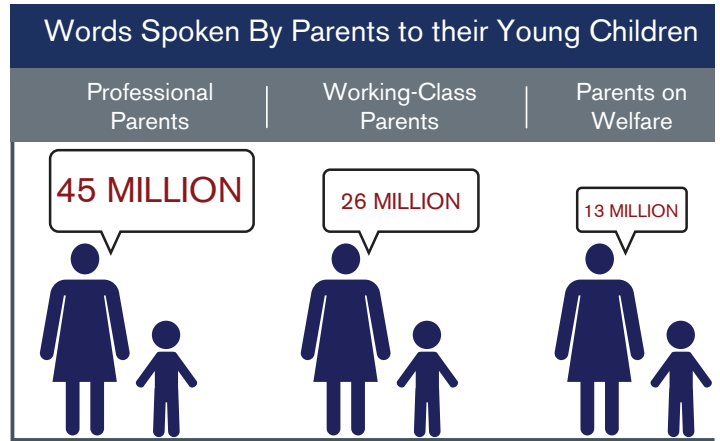 Words Spoken By Parents to their Young Children
Professional
Parents
Working-Class
Parents
Parents on
Welfare
45 MILLION
26 MILLION
13 MILLION